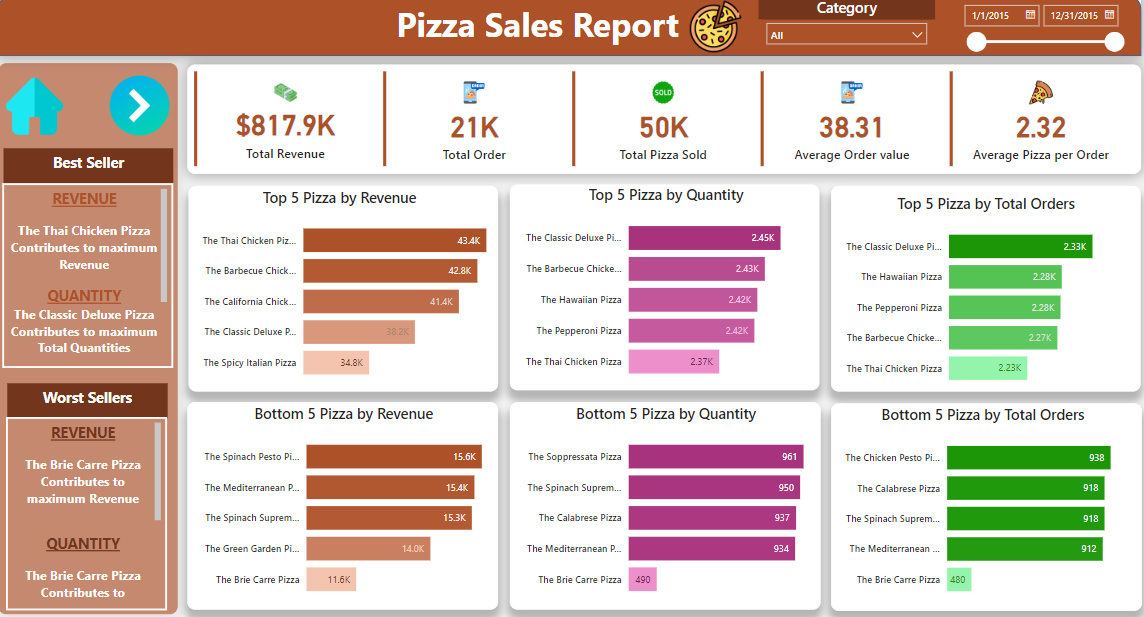 Pizza Sales Report
Category
All
1/1/2015
12/31/2015
$817.9K
Total Revenue
21K
Total Order
SOLD
50K
Total Pizza Sold
38.31
Average Order value
2.32
Average Pizza per Order
Best Seller
REVENUE
The Thai Chicken Pizza
Contributes to maximum
Revenue
QUANTITY
The Classic Deluxe Pizza
Contributes to maximum
Total Quantities
Worst Sellers
REVENUE
The Brie Carre Pizza
Contributes to
maximum Revenue
QUANTITY
The Brie Carre Pizza
Contributes to
Top 5 Pizza by Revenue
The Thai Chicken Piz... 43.4K
The Barbecue Chick... 42.8K
The California Chick... 41.4K
The Classic Deluxe P... 38.2K
The Spicy Italian Pizza 34.8K
Top 5 Pizza by Quantity
The Classic Deluxe Pi... 2.45K
The Barbecue Chicke... 2.43K
The Hawaiian Pizza 2.42K
The Pepperoni Pizza 2.42K
The Thai Chicken Pizza 2.37K
Top 5 Pizza by Total Orders
The Classic Deluxe Pi... 2.33K
The Hawaiian Pizza 2.28K
The Pepperoni Pizza 2.28K
The Barbecue Chicke... 2.27K
The Thai Chicken Pizza 2.23K
Bottom 5 Pizza by Revenue
The Spinach Pesto Pi... 15.6K
The Mediterranean P... 15.4K
The Spinach Suprem... 15.3K
The Green Garden Pi... 14.0K
The Brie Carre Pizza 11.6K
Bottom 5 Pizza by Quantity
The Soppressata Pizza 961
The Spinach Suprem... 950
The Calabrese Pizza 937
The Mediterranean P... 934
The Brie Carre Pizza 490
Bottom 5 Pizza by Total Orders
The Chicken Pesto Pi... 938
The Calabrese Pizza 918
The Spinach Suprem... 918
The Mediterranean ... 912
The Brie Carre Pizza 480